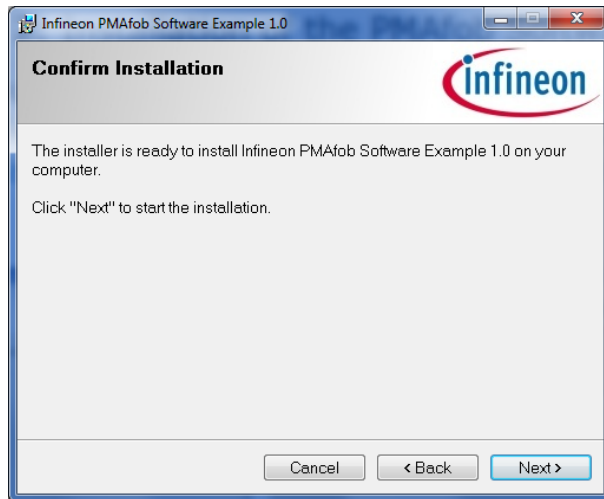 Infineon PMAfob Software Example 1.0
Confirm Installation
infineon
The installer is ready to install Infineon PMAfob Software Example 1.0 on your
computer.
Click "Next" to start the installation.
Cancel
< Back
Next >